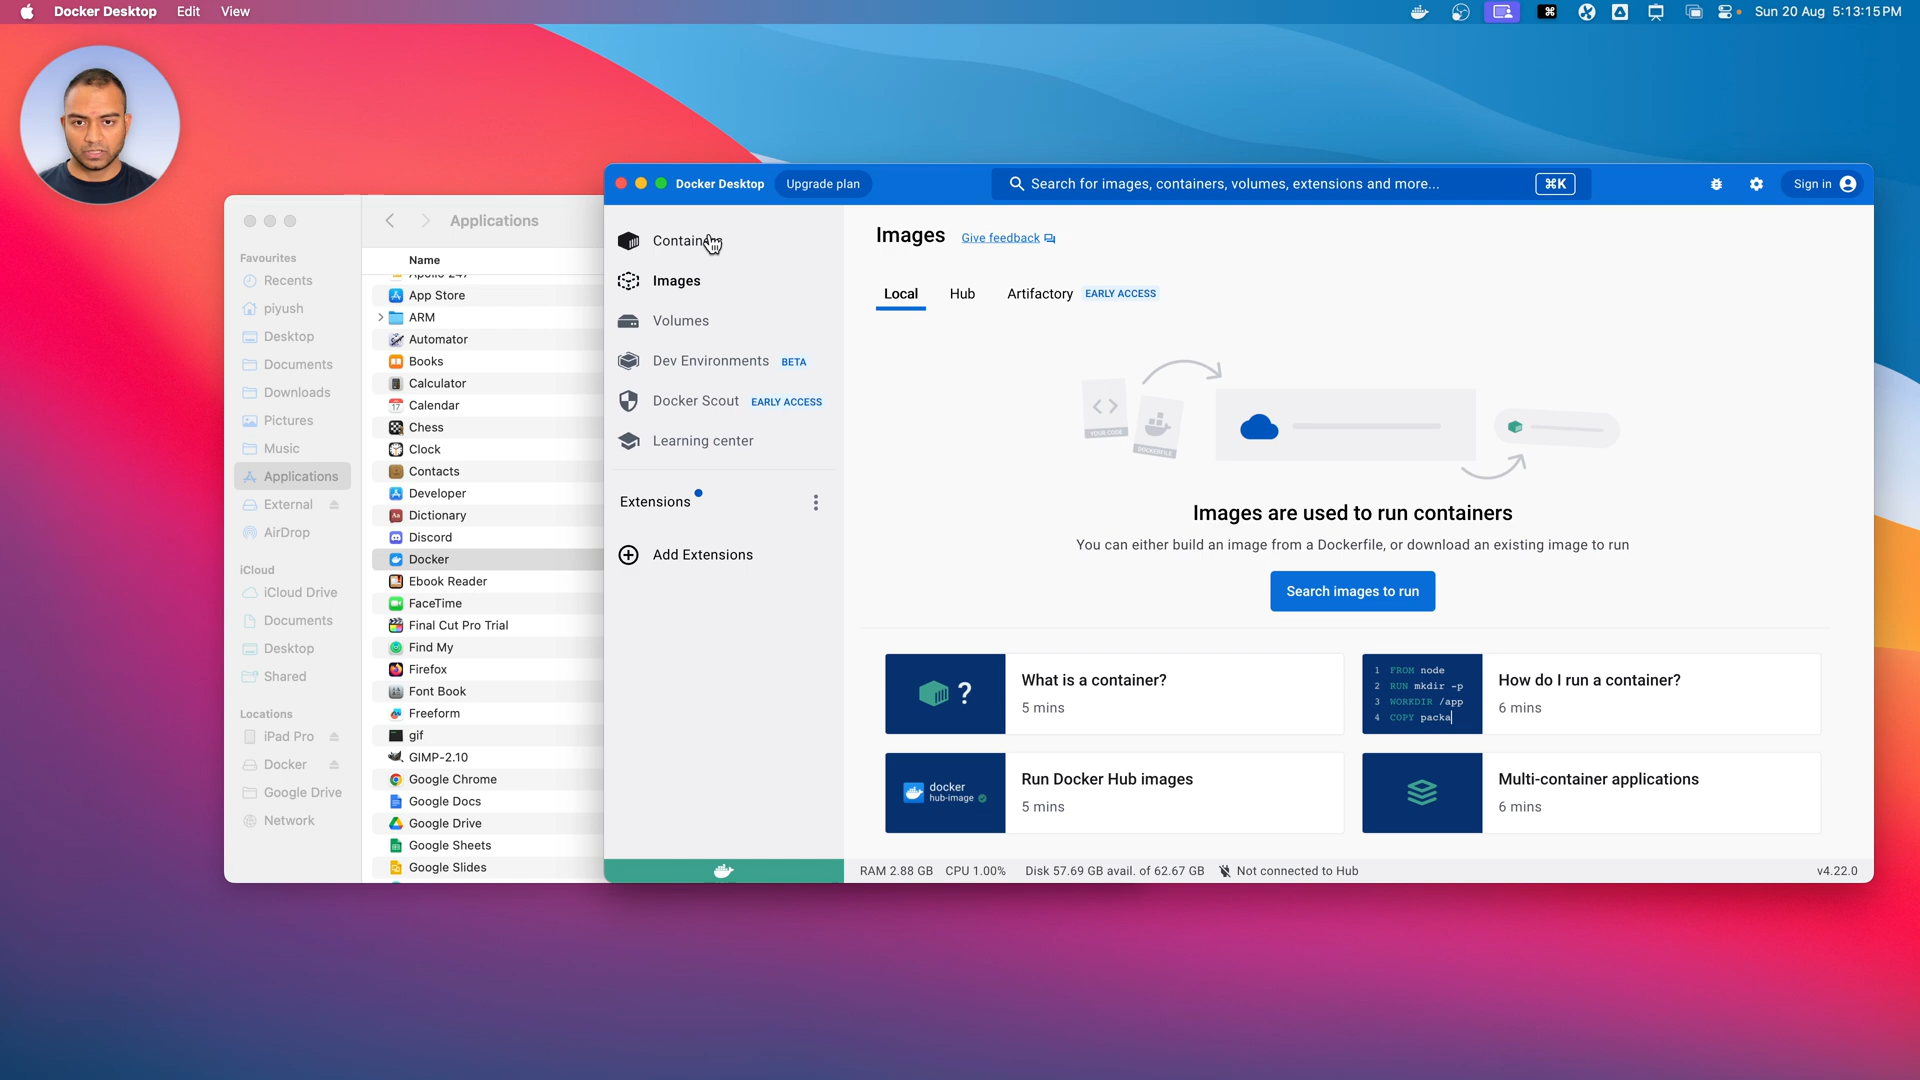 Docker Desktop Edit View
Sun 20 Aug 5:13:15 PM
Applications
Favourites
Recents
piyush
Desktop
Documents
Downloads
Pictures
Music
Applications
External
AirDrop
iCloud
iCloud Drive
Documents
Desktop
Shared
Locations
iPad Pro
Docker
Google Drive
Network
Name
Apollo 247
App Store
ARM
Automator
Books
Calculator
17 Calendar
Chess
Clock
Contacts
Developer
Aa Dictionary
Discord
Docker
Ebook Reader
FaceTime
Final Cut Pro Trial
Find My
Firefox
Font Book
Freeform
gif
GIMP-2.10
Google Chrome
Google Docs
Google Drive
Google Sheets
Google Slides
Docker Desktop Upgrade plan
Search for images, containers, volumes, extensions and more... ⌘K
Sign in
Containers
Images
Volumes
Dev Environments BETA
Docker Scout EARLY ACCESS
Learning center
Extensions
Add Extensions
Images Give feedback
Local Hub Artifactory EARLY ACCESS
YOUR CODE
DOCKERFILE
Images are used to run containers
You can either build an image from a Dockerfile, or download an existing image to run
Search images to run
?
What is a container?
5 mins
1 FROM node
2 RUN mkdir -p
3 WORKDIR /app
4 COPY packa
How do I run a container?
6 mins
docker
hub-image
Run Docker Hub images
5 mins
Multi-container applications
6 mins
RAM 2.88 GB CPU 1.00% Disk 57.69 GB avail. of 62.67 GB Not connected to Hub v4.22.0